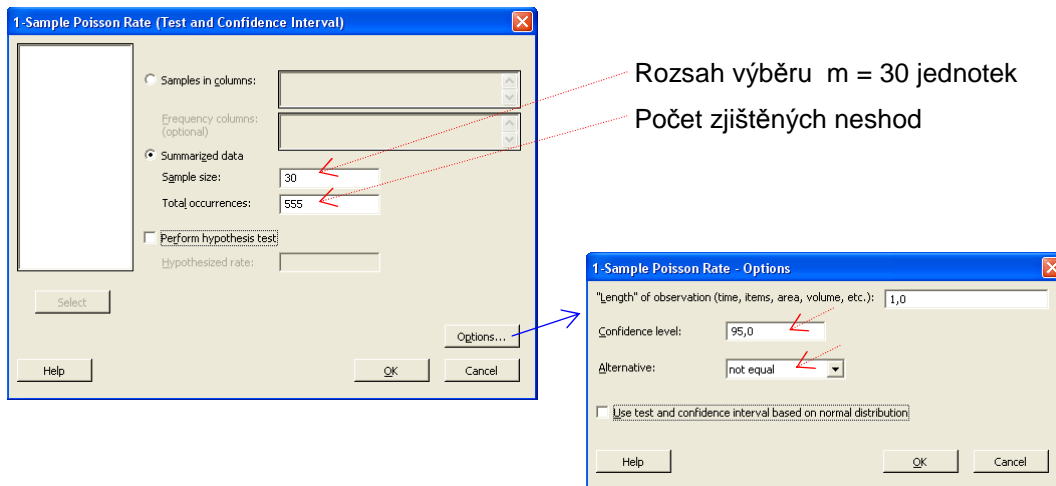 1-Sample Poisson Rate (Test and Confidence Interval)
Samples in columns:
Frequency columns:
(optional)
Summarized data
Sample size: 30
Total occurrences: 555
Perform hypothesis test
Hypothesized rate:
Select
Options...
Help OK Cancel
Rozsah výběru m = 30 jednotek
Počet zjištěných neshod
1-Sample Poisson Rate - Options
"Length" of observation (time, items, area, volume, etc.): 1,0
Confidence level: 95,0
Alternative: not equal
Use test and confidence interval based on normal distribution
Help OK Cancel